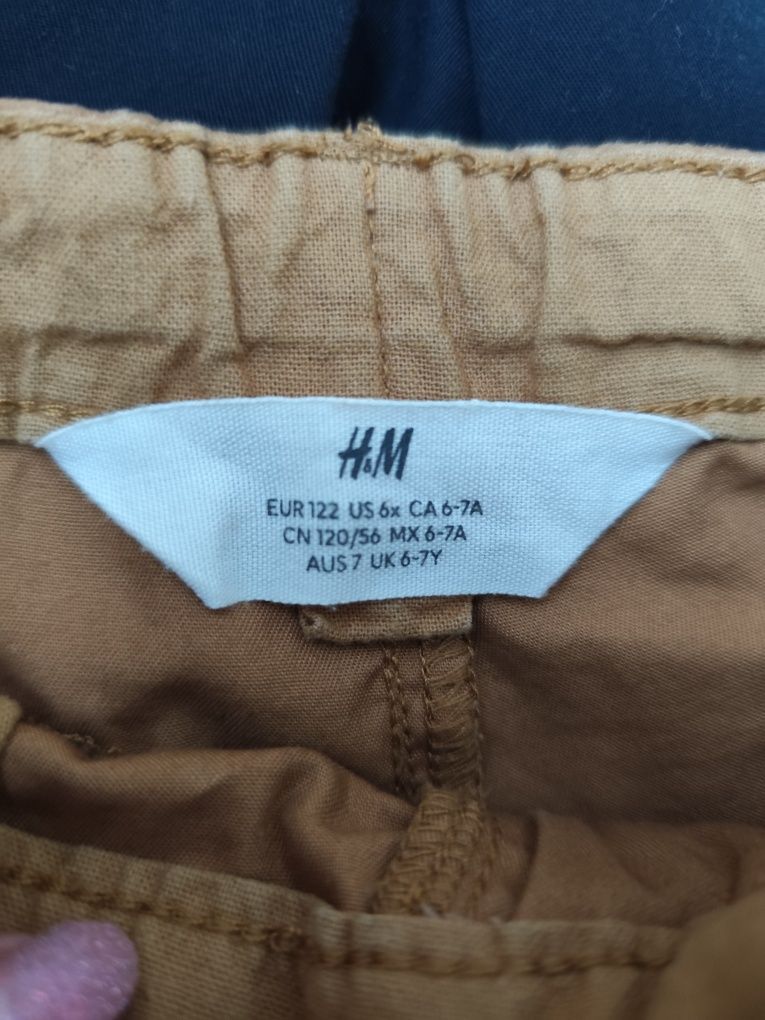 H&M
EUR 122 US 6x CA 6-7A
CN 120/56 MX 6-7A
AUS 7 UK 6-7Y